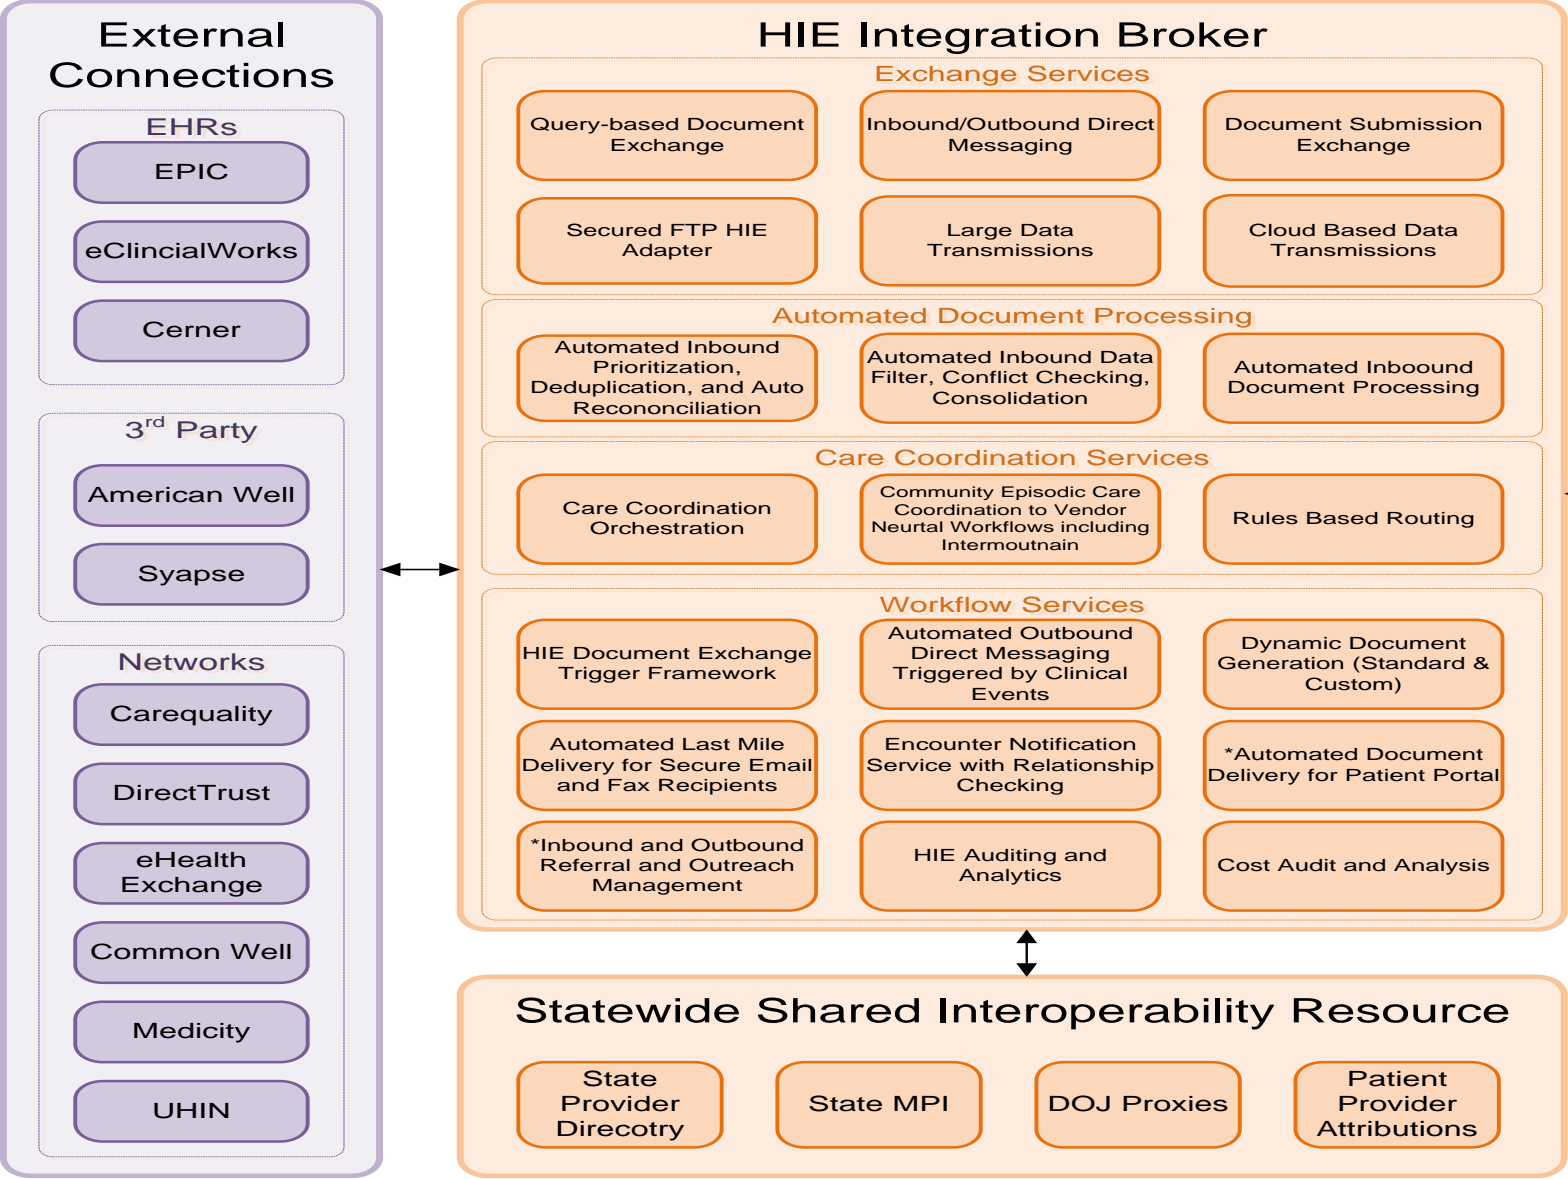 External
Connections
EHRs
EPIC
eClincialWorks
Cerner
3rd Party
American Well
Syapse
Networks
Carequality
DirectTrust
eHealth
Exchange
Common Well
Medicity
UHIN
HIE Integration Broker
Exchange Services
Query-based Document
Exchange
Inbound/Outbound Direct
Messaging
Document Submission
Exchange
Secured FTP HIE
Adapter
Large Data
Transmissions
Cloud Based Data
Transmissions
Automated Document Processing
Automated Inbound
Prioritization,
Deduplication, and Auto
Recononciliation
Automated Inbound Data
Filter, Conflict Checking,
Consolidation
Automated Inboound
Document Processing
Care Coordination Services
Care Coordination
Orchestration
Community Episodic Care
Coordination to Vendor
Neurtal Workflows including
Intermoutnain
Rules Based Routing
Workflow Services
HIE Document Exchange
Trigger Framework
Automated Outbound
Direct Messaging
Triggered by Clinical
Events
Dynamic Document
Generation (Standard &
Custom)
Automated Last Mile
Delivery for Secure Email
and Fax Recipients
Encounter Notification
Service with Relationship
Checking
*Automated Document
Delivery for Patient Portal
*Inbound and Outbound
Referral and Outreach
Management
HIE Auditing and
Analytics
Cost Audit and Analysis
Statewide Shared Interoperability Resource
State
Provider
Direcotry
State MPI
DOJ Proxies
Patient
Provider
Attributions